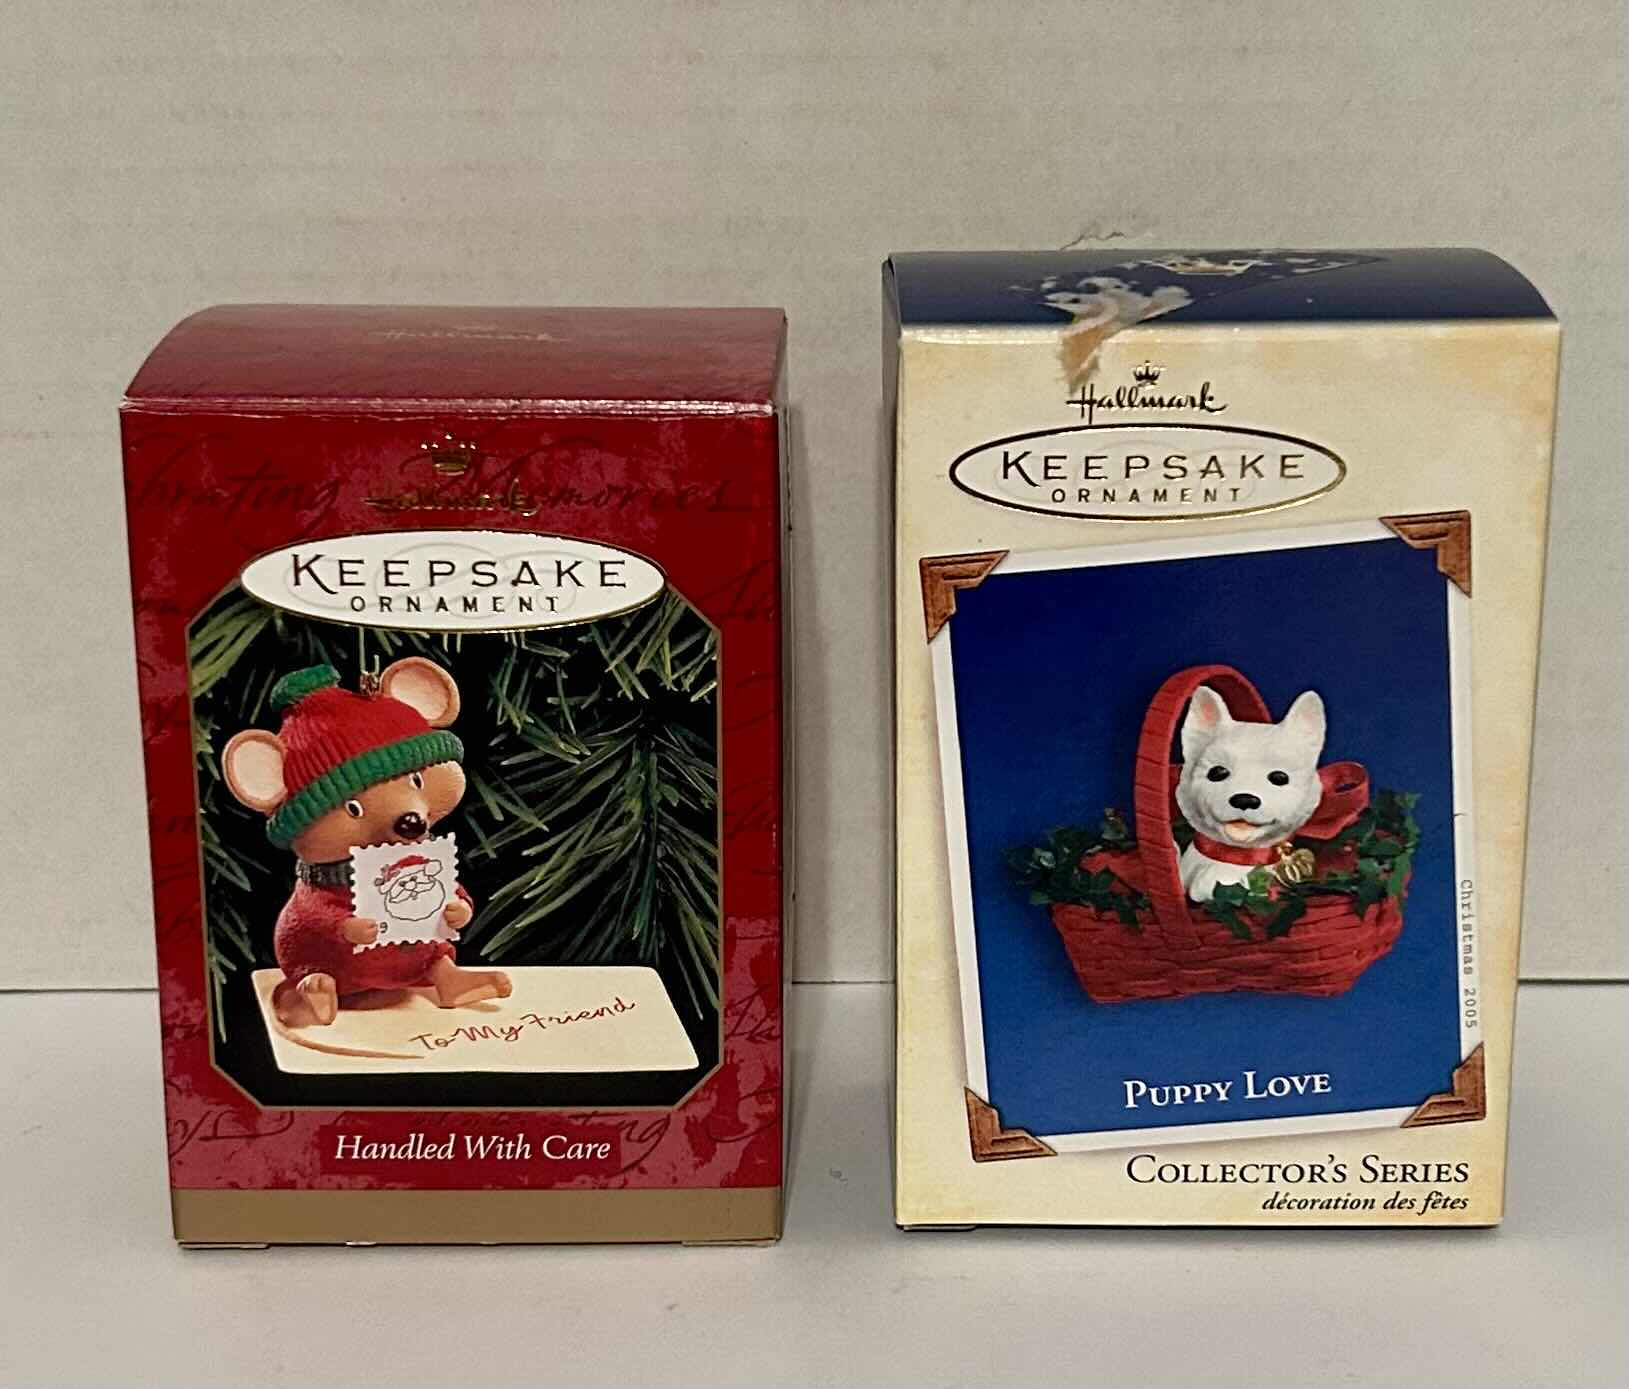 Hallmark
Hallmark
KEEPSAKE
ORNAMENT
To My Friend
Handled With Care
Hallmark
KEEPSAKE
ORNAMENT
Christmas 2005
PUPPY LOVE
COLLECTOR'S SERIES
décoration des fêtes